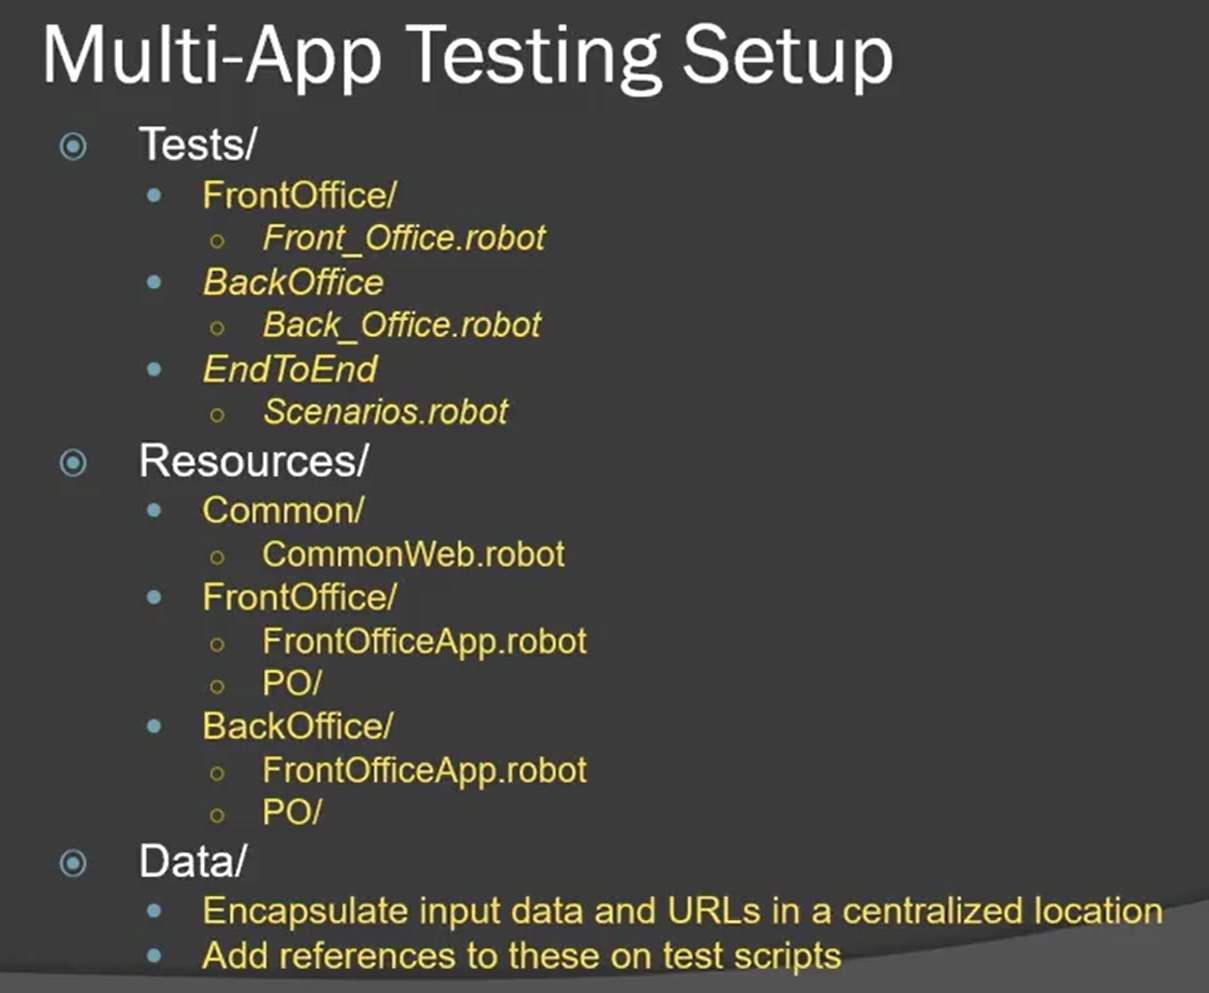 Multi-App Testing Setup
Tests/
FrontOffice/
Front_Office.robot
BackOffice
Back_Office.robot
EndToEnd
Scenarios.robot
Resources/
Common/
CommonWeb.robot
FrontOffice/
FrontOfficeApp.robot
PO/
BackOffice/
FrontOfficeApp.robot
PO/
Data/
Encapsulate input data and URLs in a centralized location
Add references to these on test scripts